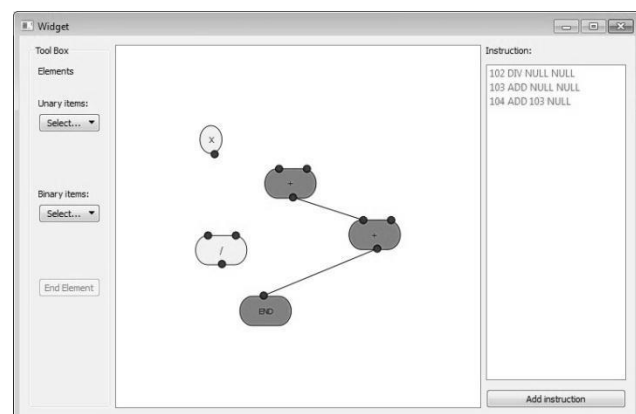 Widget
Tool Box
Elements
Unary items:
Select...
Binary items:
Select...
End Element
X
+
+
/
END
Instruction:
102 DIV NULL NULL
103 ADD NULL NULL
104 ADD 103 NULL
Add instruction